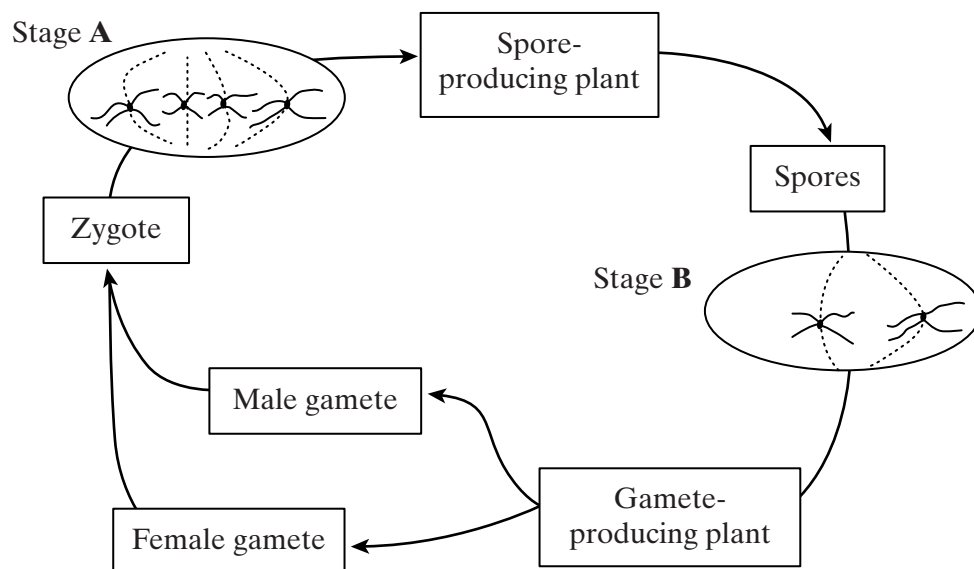 Stage A
Spore-
producing plant
Spores
Zygote
Stage B
Male gamete
Gamete-
producing plant
Female gamete